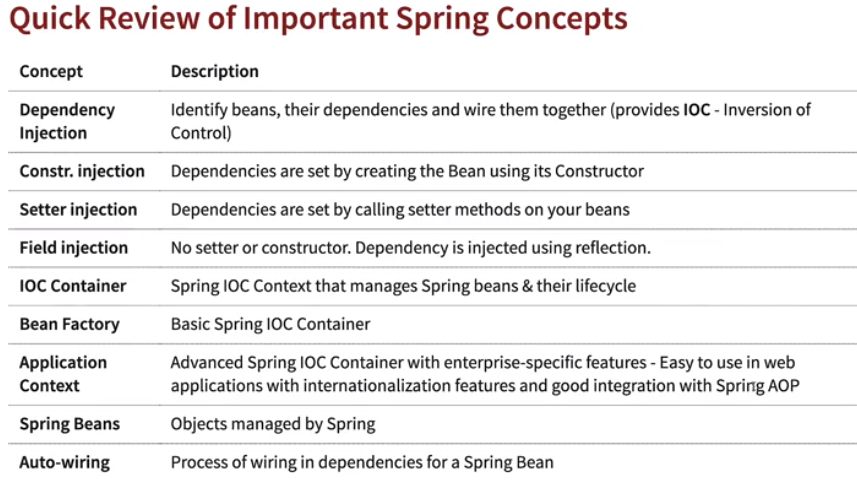 Quick Review of Important Spring Concepts
Concept Description
Dependency Injection Identify beans, their dependencies and wire them together (provides IOC - Inversion of
Control)
Constr. injection Dependencies are set by creating the Bean using its Constructor
Setter injection Dependencies are set by calling setter methods on your beans
Field injection No setter or constructor. Dependency is injected using reflection.
IOC Container Spring IOC Context that manages Spring beans & their lifecycle
Bean Factory Basic Spring IOC Container
Application Context Advanced Spring IOC Container with enterprise-specific features - Easy to use in web
applications with internationalization features and good integration with Spring AOP
Spring Beans Objects managed by Spring
Auto-wiring Process of wiring in dependencies for a Spring Bean